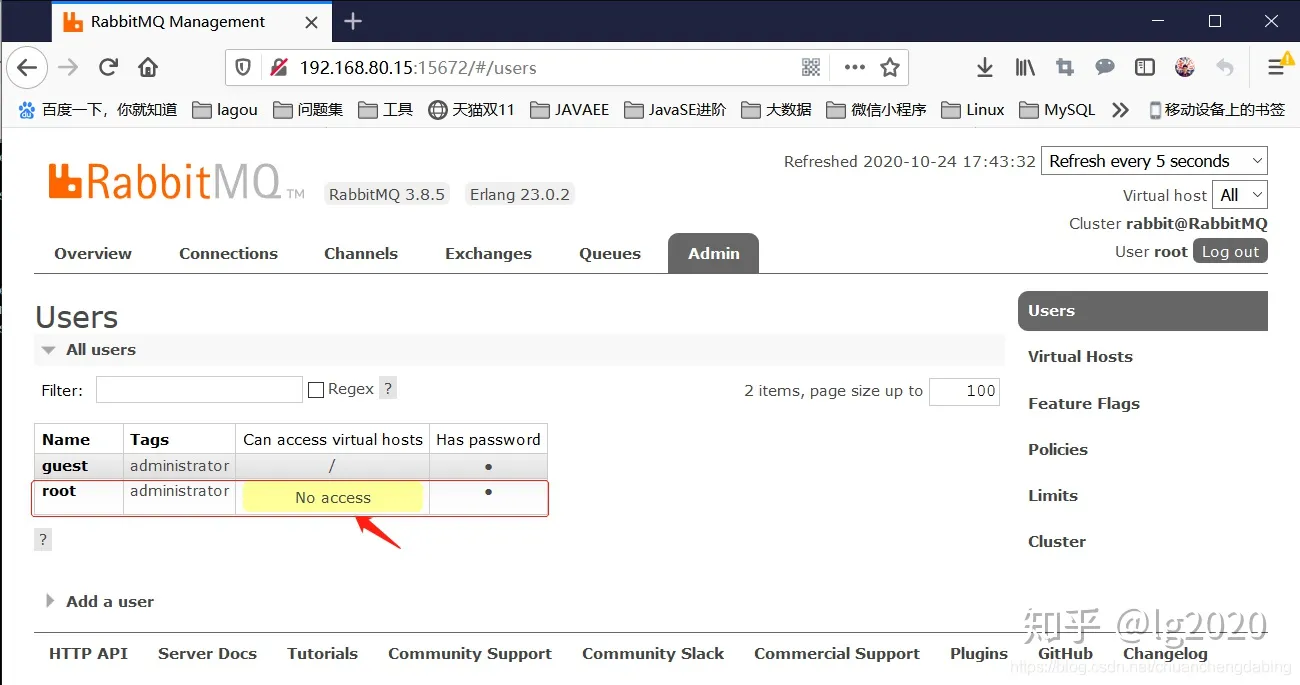 RabbitMQ Management
192.168.80.15:15672/#/users
百度一下，你就知道 lagou 问题集 工具 天猫双11 JAVAEE JavaSE进阶 大数据 微信小程序 Linux MySQL 移动设备上的书签
Refreshed 2020-10-24 17:43:32 Refresh every 5 seconds
RabbitMQ TM RabbitMQ 3.8.5 Erlang 23.0.2
Virtual host All
Cluster rabbit@RabbitMQ
User root Log out
Overview Connections Channels Exchanges Queues Admin
Users
All users
Filter: Regex ? 2 items, page size up to 100
Name Tags Can access virtual hosts Has password
guest administrator / ●
root administrator No access ●
?
Add a user
Users
Virtual Hosts
Feature Flags
Policies
Limits
Cluster
知乎 @lg2020
HTTP API Server Docs Tutorials Community Support Community Slack Commercial Support Plugins GitHub Changelog
https://blog.csdn.net/chuanchengdabing